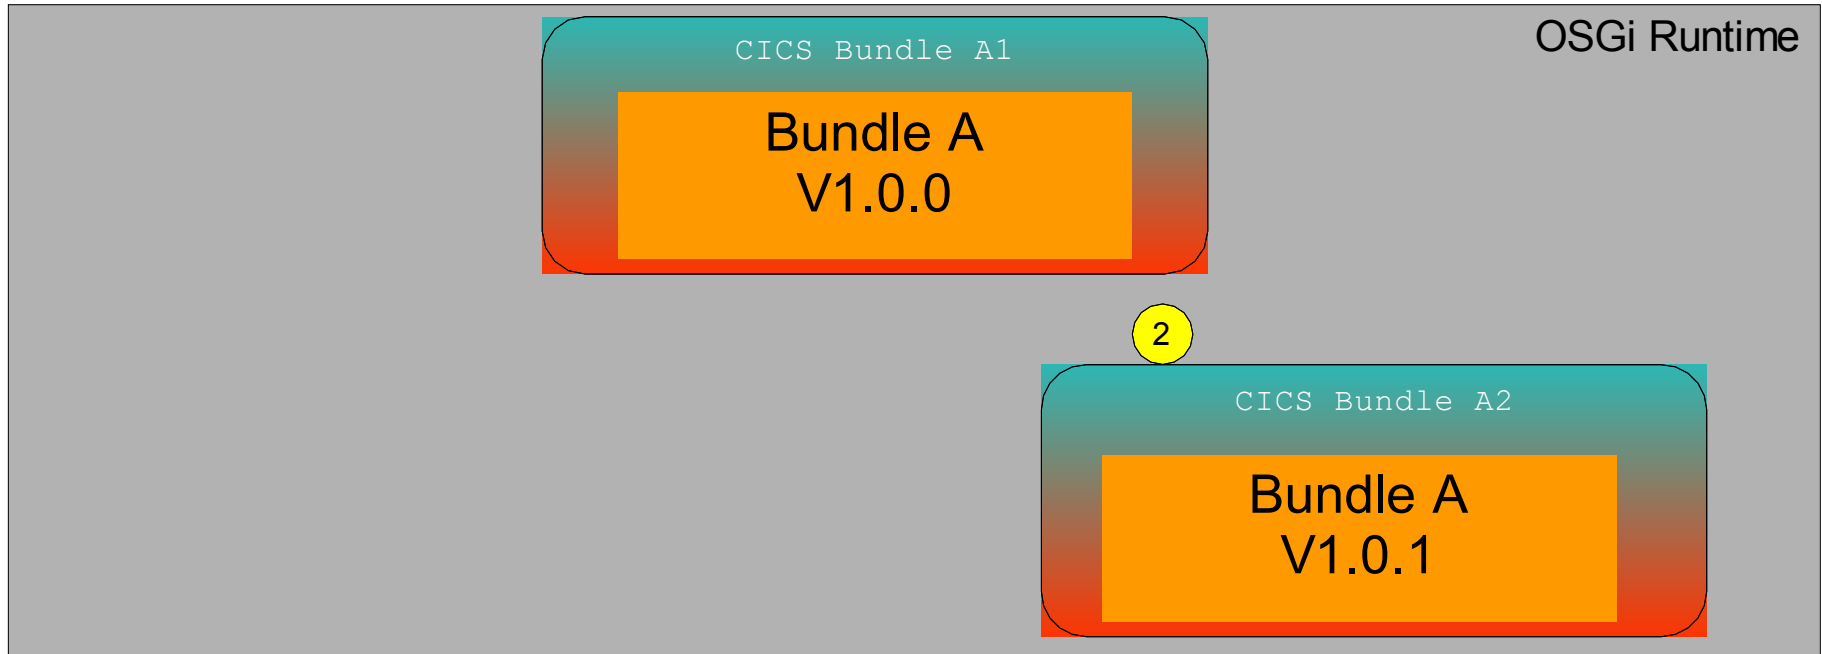 OSGi Runtime
CICS Bundle A1
Bundle A
V1.0.0
2
CICS Bundle A2
Bundle A
V1.0.1